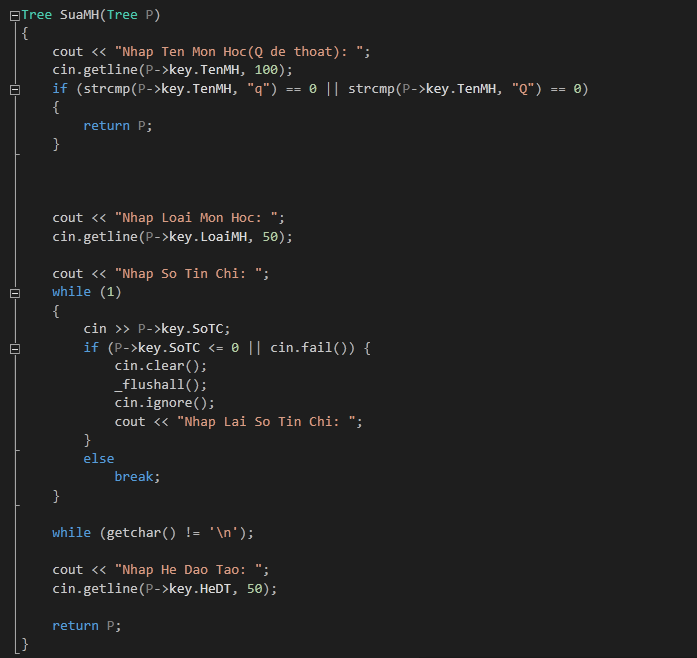 Tree SuaMH(Tree P)
{
    cout << "Nhap Ten Mon Hoc(Q de thoat): ";
    cin.getline(P->key.TenMH, 100);
    if (strcmp(P->key.TenMH, "q") == 0 || strcmp(P->key.TenMH, "Q") == 0)
    {
        return P;
    }
    cout << "Nhap Loai Mon Hoc: ";
    cin.getline(P->key.LoaiMH, 50);
    cout << "Nhap So Tin Chi: ";
    while (1)
    {
        cin >> P->key.SoTC;
        if (P->key.SoTC <= 0 || cin.fail()) {
            cin.clear();
            _flushall();
            cin.ignore();
            cout << "Nhap Lai So Tin Chi: ";
        }
        else
            break;
    }
    while (getchar() != '\n');
    cout << "Nhap He Dao Tao: ";
    cin.getline(P->key.HeDT, 50);
    return P;
}